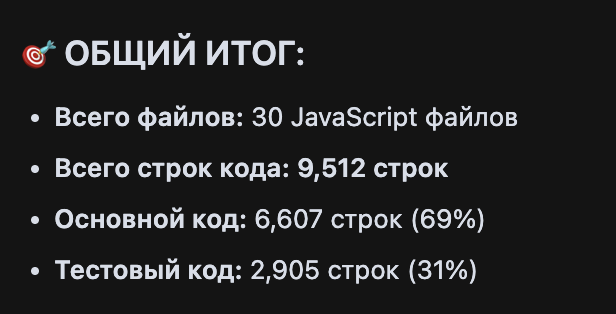 🎯 ОБЩИЙ ИТОГ:
• Всего файлов: 30 JavaScript файлов
• Всего строк кода: 9,512 строк
• Основной код: 6,607 строк (69%)
• Тестовый код: 2,905 строк (31%)